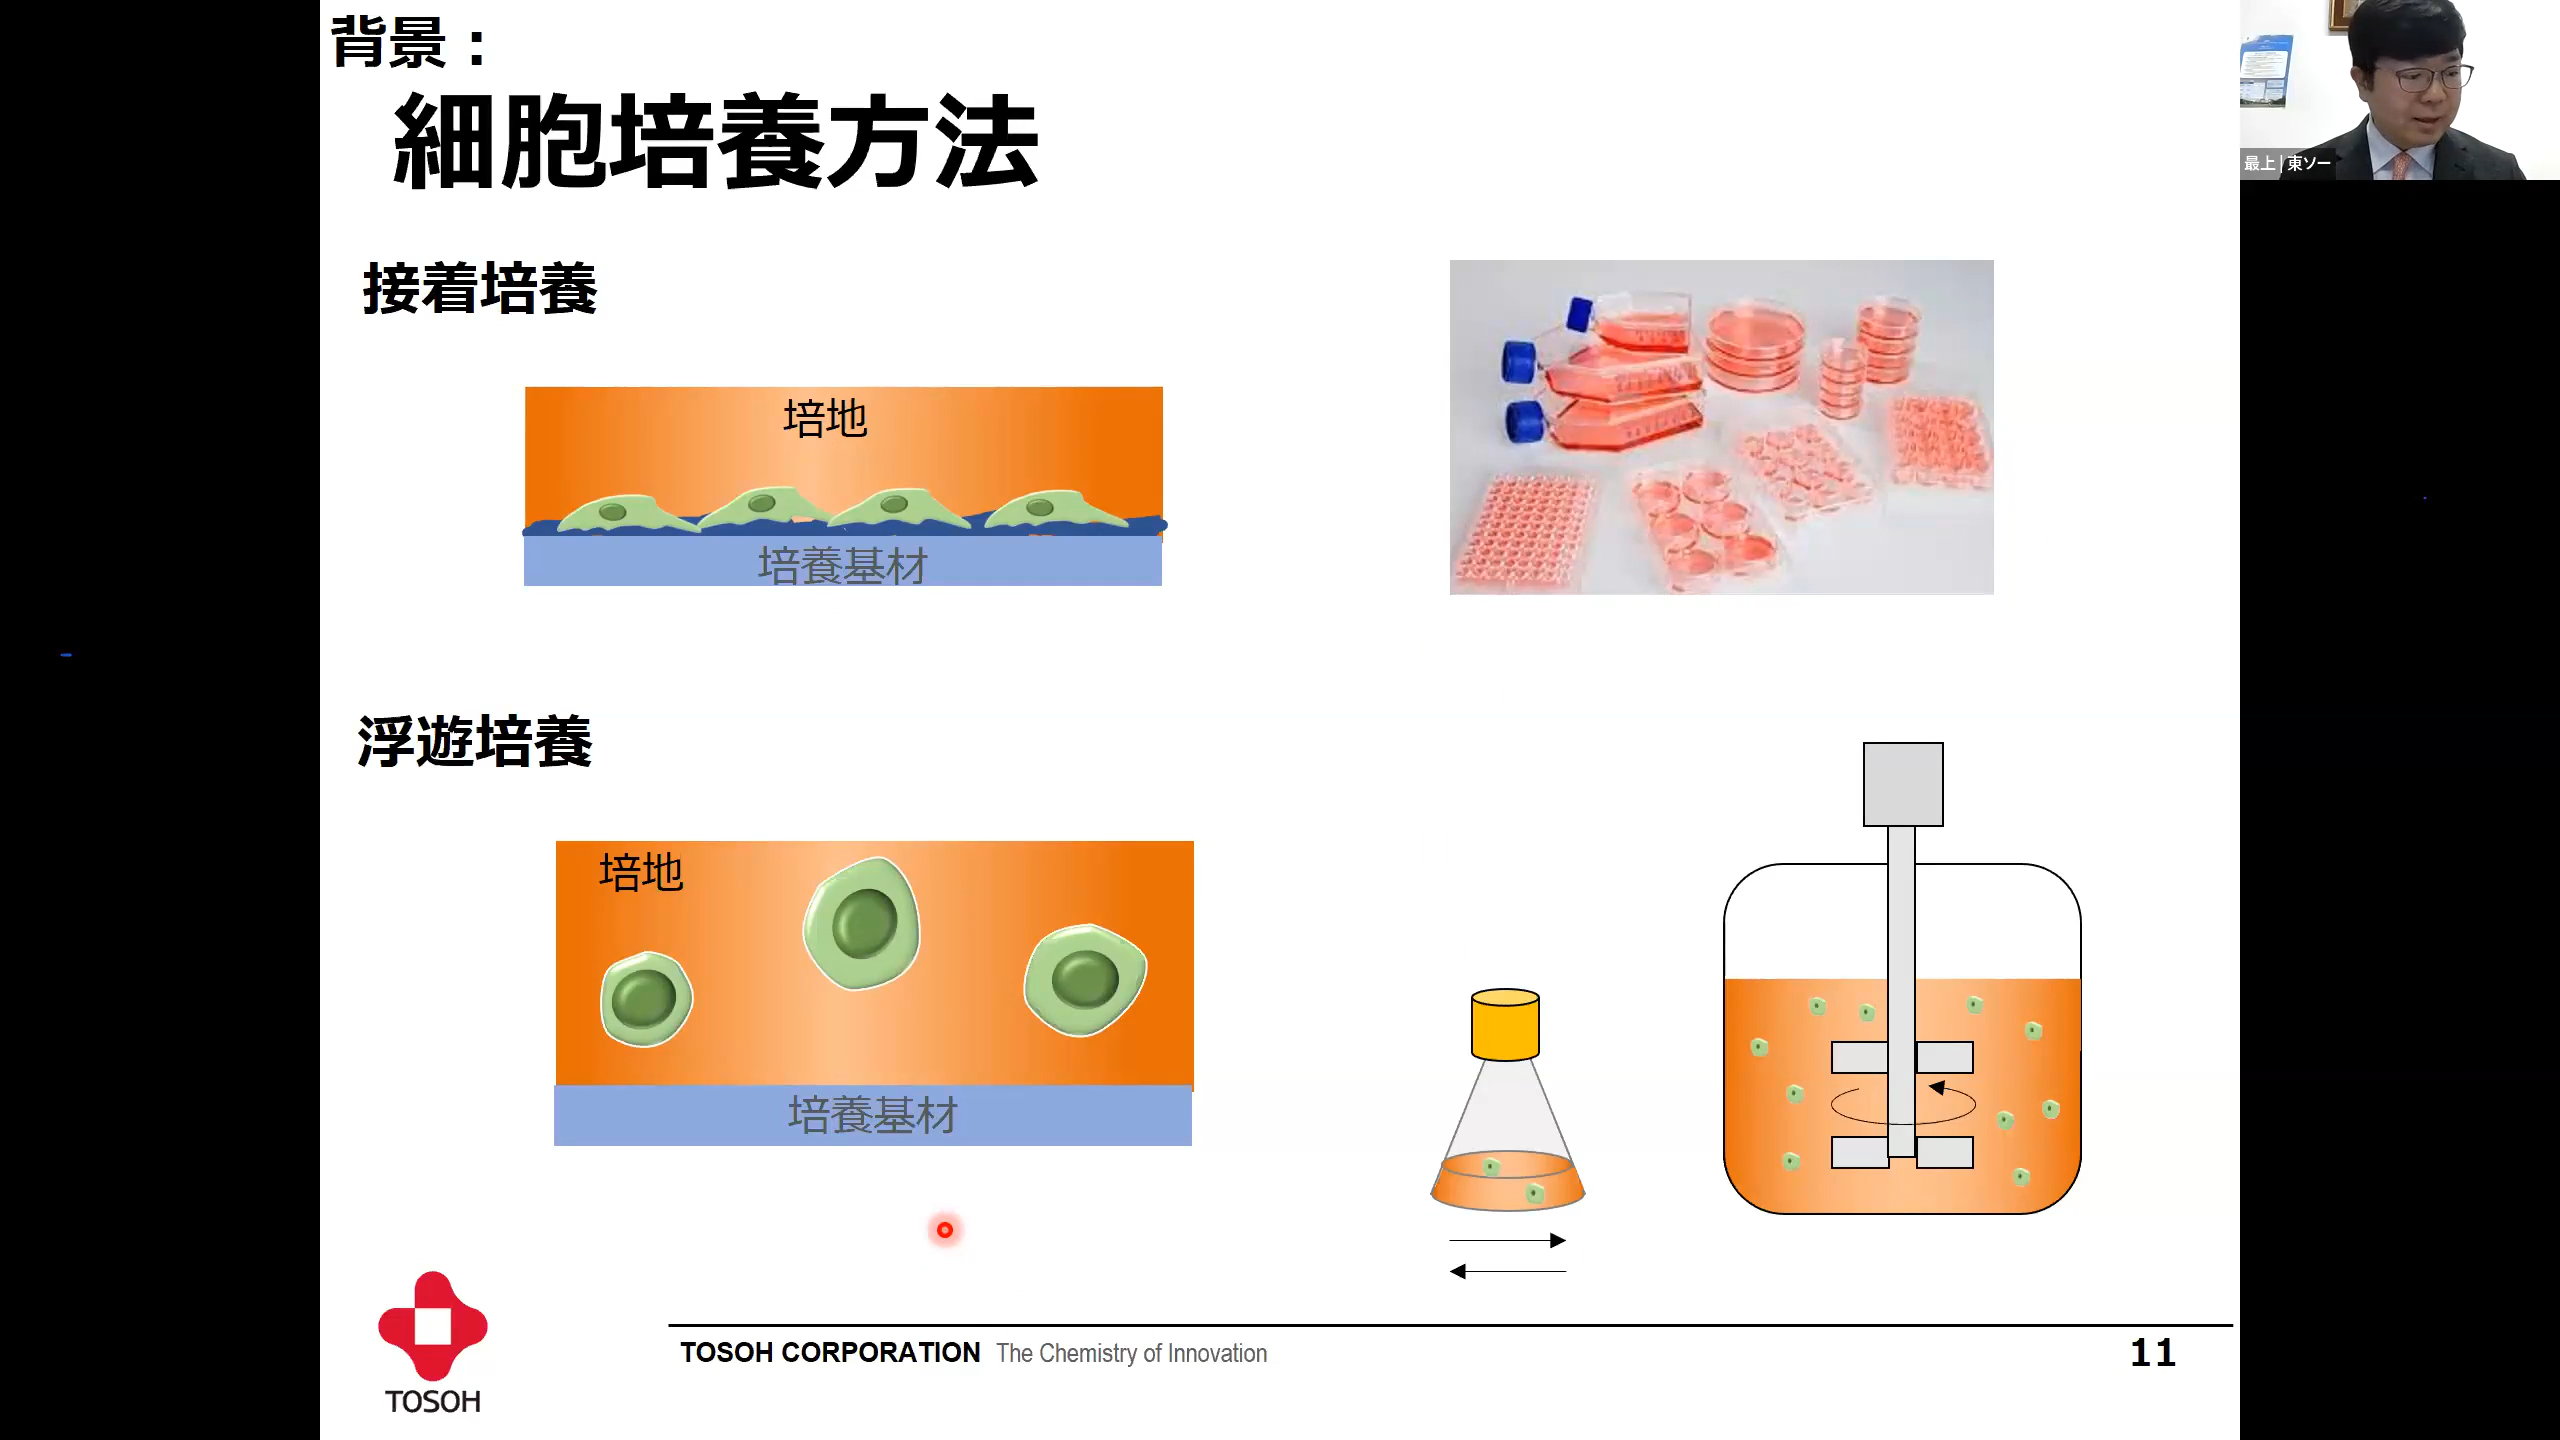 背景：
細胞培養方法
最上 | 東ソー
接着培養
培地
培養基材
浮遊培養
培地
培養基材
TOSOH
TOSOH CORPORATION The Chemistry of Innovation
11